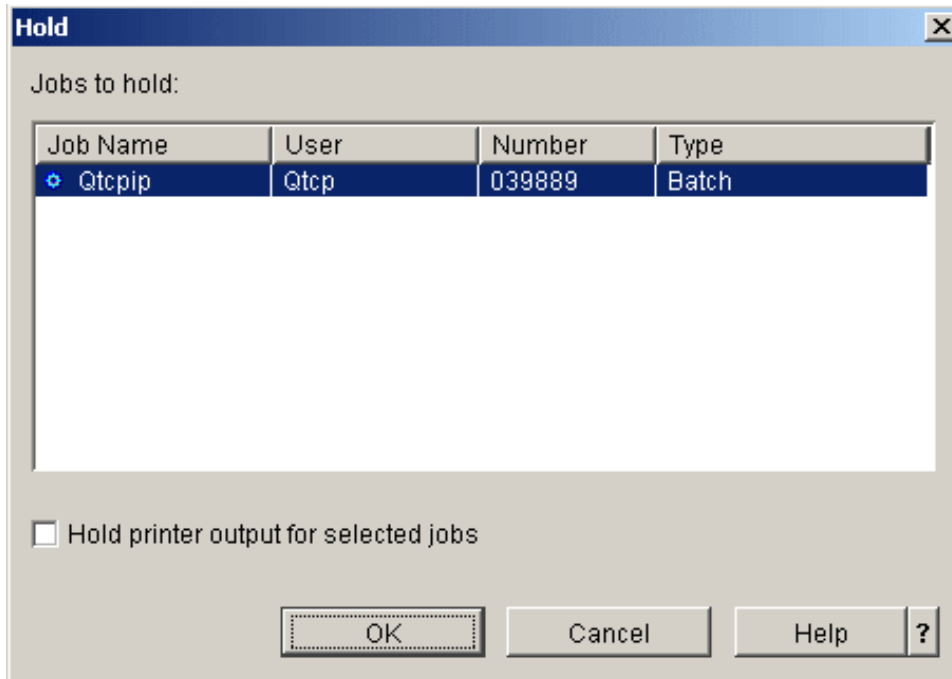 Hold
Jobs to hold:
Job Name User Number Type
Qtcpip Qtcp 039889 Batch
Hold printer output for selected jobs
OK Cancel Help ?